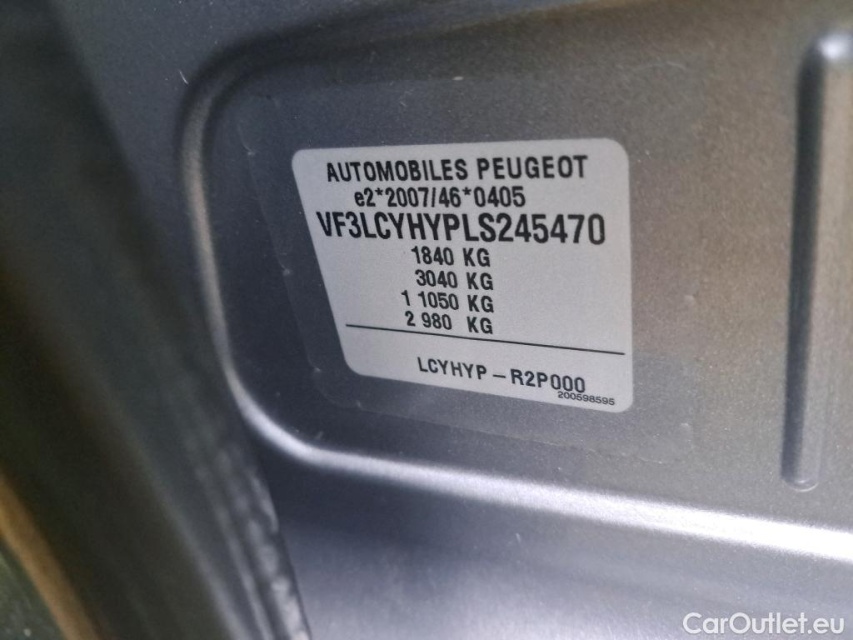 AUTOMOBILES PEUGEOT
e2*2007/46*0405
VF3LCYHYPLS245470
1840 KG
3040 KG
1 1050 KG
2 980 KG
LCYHYP - R2P000
200598595
CarOutlet.eu